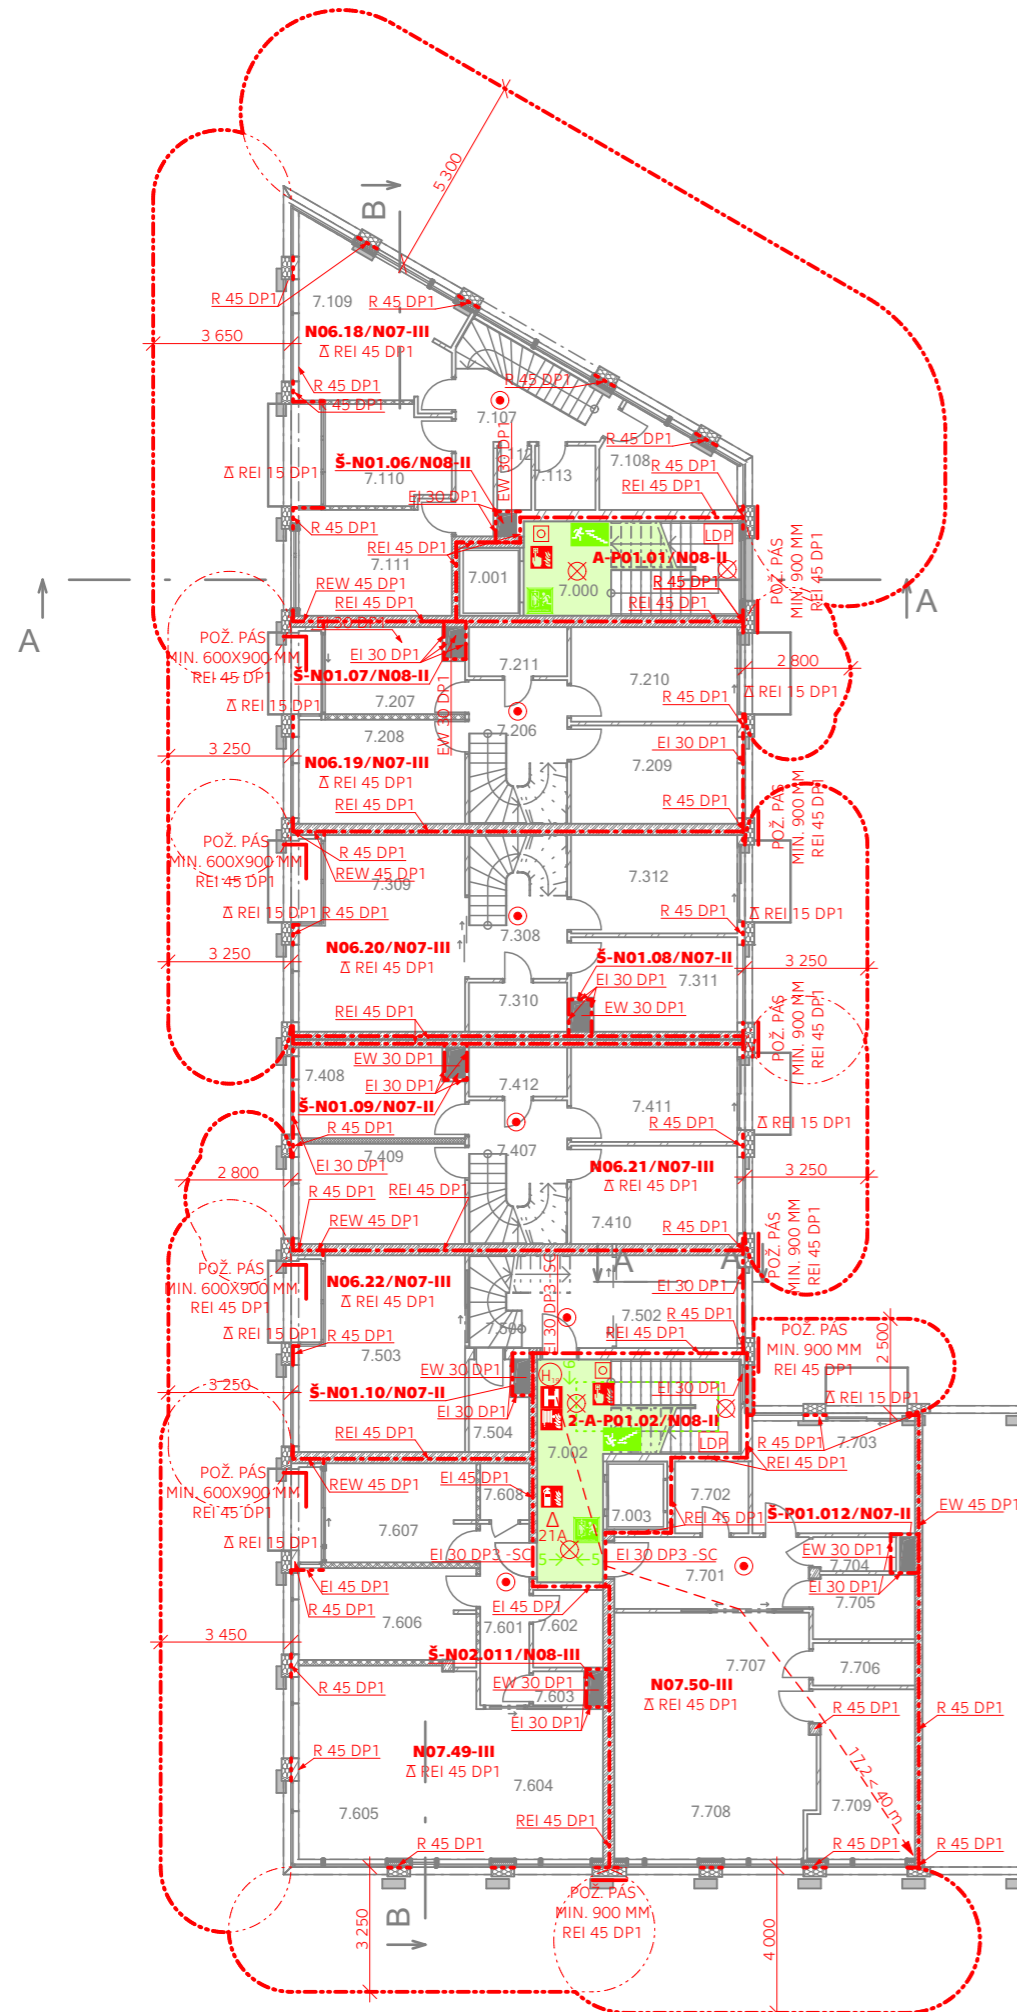 5 300
B
R 45 DP1
7.109
R 45 DP1
N06.18/N07-III
REI 45 DP1
3 650
R 45 DP1
R 45 DP1
R 45 DP1
7.107
R 45 DP1
7.108
R 45 DP1
REI 45 DP1
EW 30 DP1
12
7.113
Š-N01.06/N08-II
REI 15 DP1
7.110
EI 30 DP1
R 45 DP1
REI 45 DP1
7.111
7.001
A-P01.01/N08-II
LDP
7.000
R 45 DP1
REI 45 DP1
POŽ. PÁS
MIN. 900 MM
REI 45 DP1
REW 45 DP1
REI 45 DP1
A
A
POŽ. PÁS
MIN. 600X900 MM
REI 45 DP1
30 DP1
EI 30 DP1
Š-N01.07/N08-II
REI 15 DP1
7.207
7.211
7.210
2 800
REI 15 DP1
R 45 DP1
EW 30 DP1
7.206
7.208
EI 30 DP1
7.209
3 250
N06.19/N07-III
REI 45 DP1
REI 45 DP1
R 45 DP1
POŽ. PÁS
MIN. 900 MM
REI 45 DP1
POŽ. PÁS
MIN. 600X900 MM
REI 45 DP1
R 45 DP1
REW 45 DP1
7.309
7.312
REI 15 DP1
R 45 DP1
R 45 DP1
REI 15 DP1
7.308
N06.20/N07-III
REI 45 DP1
3 250
Š-N01.08/N07-II
EI 30 DP1
7.311
3 250
7.310
EW 30 DP1
REI 45 DP1
POŽ. PÁS
MIN. 900 MM
REI 45 DP1
EW 30 DP1
7.408
EI 30 DP1
7.412
Š-N01.09/N07-II
7.411
R 45 DP1
R 45 DP1
REI 15 DP1
7.409
7.407
EI 30 DP1
2 800
N06.21/N07-III
REI 45 DP1
3 250
R 45 DP1
REI 45 DP1
REW 45 DP1
7.410
R 45 DP1
POŽ. PÁS
MIN. 900 MM
REI 45 DP1
A
A
POŽ. PÁS
MIN. 600X900 MM
REI 45 DP1
N06.22/N07-III
REI 45 DP1
EI 30 DP3 -SC
EI 30 DP1
7.502
R 45 DP1
REI 45 DP1
REI 15 DP1
R 45 DP1
7.503
POŽ. PÁS
MIN. 900 MM
REI 45 DP1
2 500
EW 30 DP1
3 250
Š-N01.10/N07-II
EI 30 DP1
EI 30 DP1
REI 15 DP1
2-A-P01.02/N08-II
7.504
7.002
LDP
R 45 DP1
7.703
REI 45 DP1
REI 45 DP1
POŽ. PÁS
MIN. 600X900 MM
REI 45 DP1
REW 45 DP1
EI 45 DP1
7.608
7.702
7.003
REI 45 DP1
Š-P01.012/N07-II
EW 45 DP1
7.607
21A
REI 15 DP1
EI 30 DP3 -SC
5
5
EI 30 DP3 -SC
EW 30 DP1
7.704
7.701
EI 45 DP1
EI 45 DP1
EI 30 DP1
R 45 DP1
7.705
7.606
7.601
7.602
3 450
Š-N02.011/N08-III
7.707
7.706
R 45 DP1
EW 30 DP1
7.603
N07.50-III
REI 45 DP1
EI 30 DP1
R 45 DP1
R 45 DP1
R 45 DP1
N07.49-III
REI 45 DP1
17,2 < 40 m
7.605
7.604
REI 45 DP1
7.708
7.709
R 45 DP1
R 45 DP1
R 45 DP1
POŽ. PÁS
MIN. 900 MM
REI 45 DP1
3 250
B
4 000